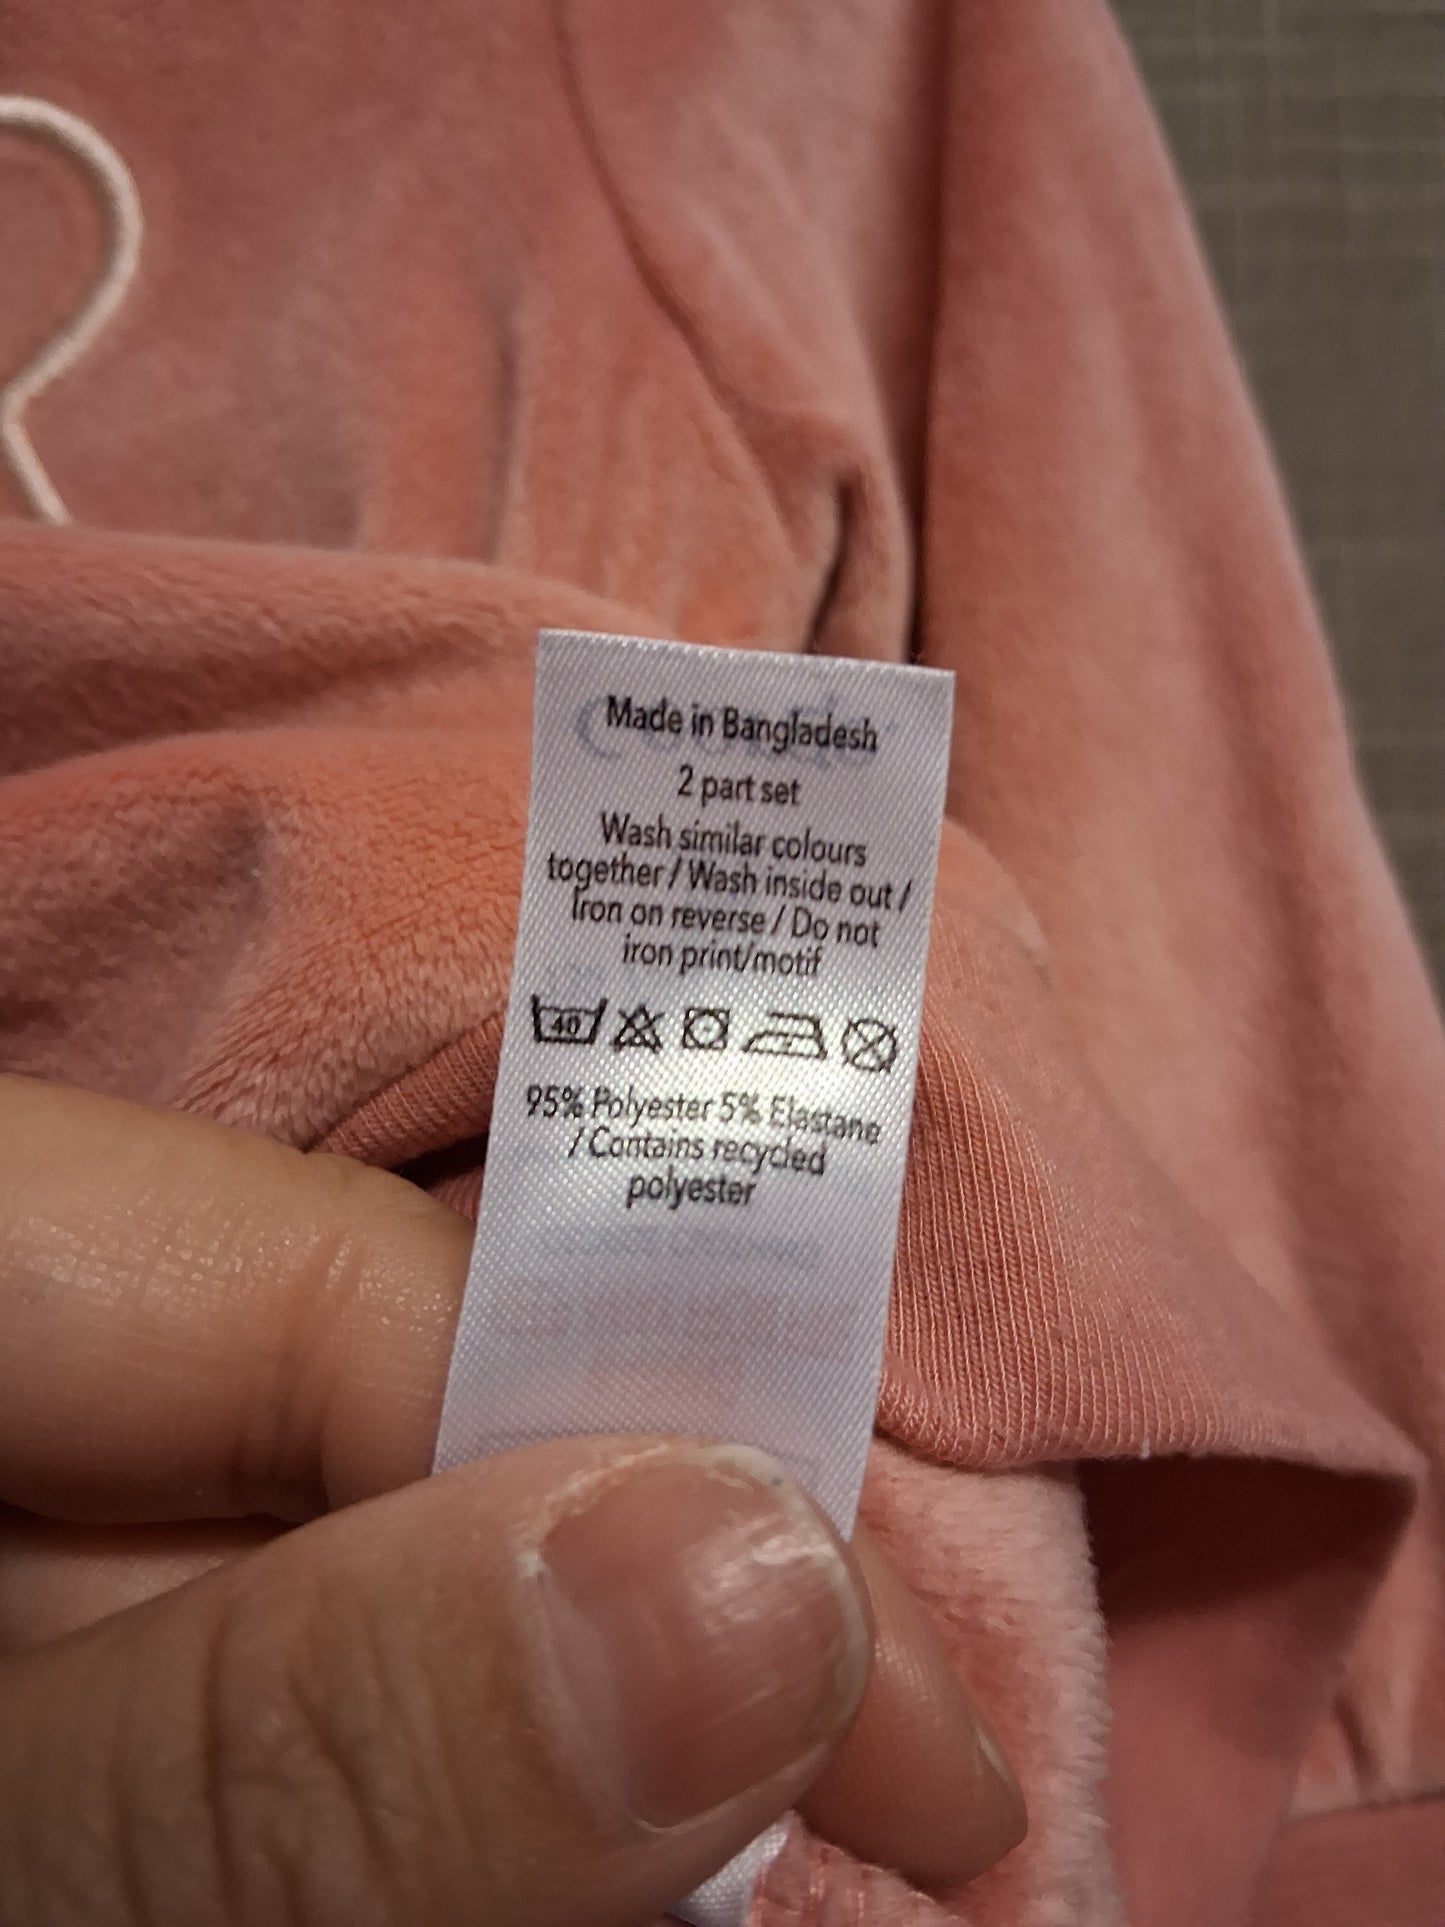 Made in Bangladesh
2 part set
Wash similar colours
together / Wash inside out /
Iron on reverse / Do not
iron print/motif
40
95% Polyester 5% Elastane
/ Contains recycled
polyester